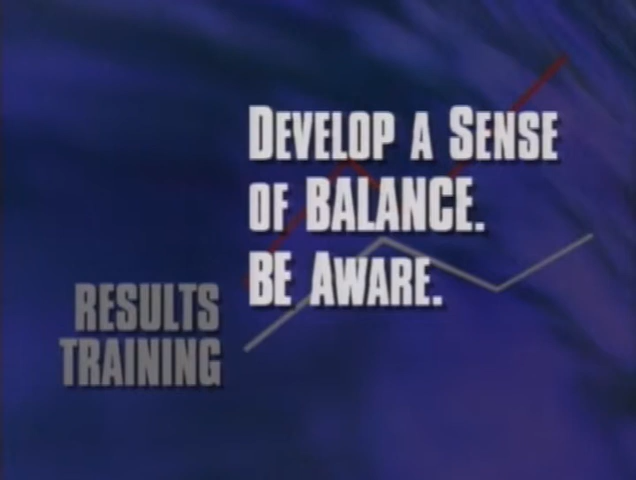 DEVELOP A SENSE
OF BALANCE.
BE AWARE.
RESULTS
TRAINING